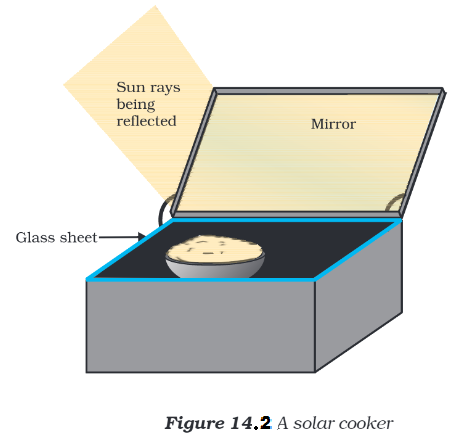 Sun rays
being
reflected
Mirror
Glass sheet
Figure 14.2 A solar cooker